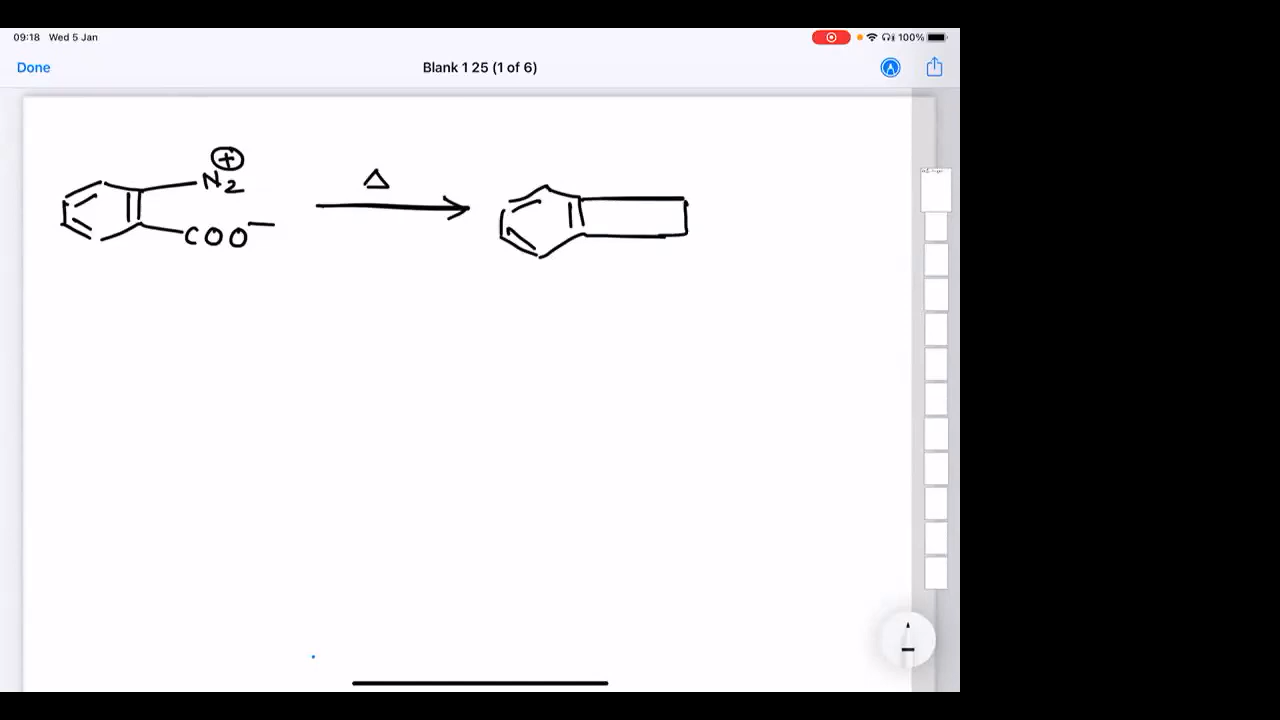 09:18 Wed 5 Jan
100%
Done
Blank 1 25 (1 of 6)
⊕
N2
Δ
COO−